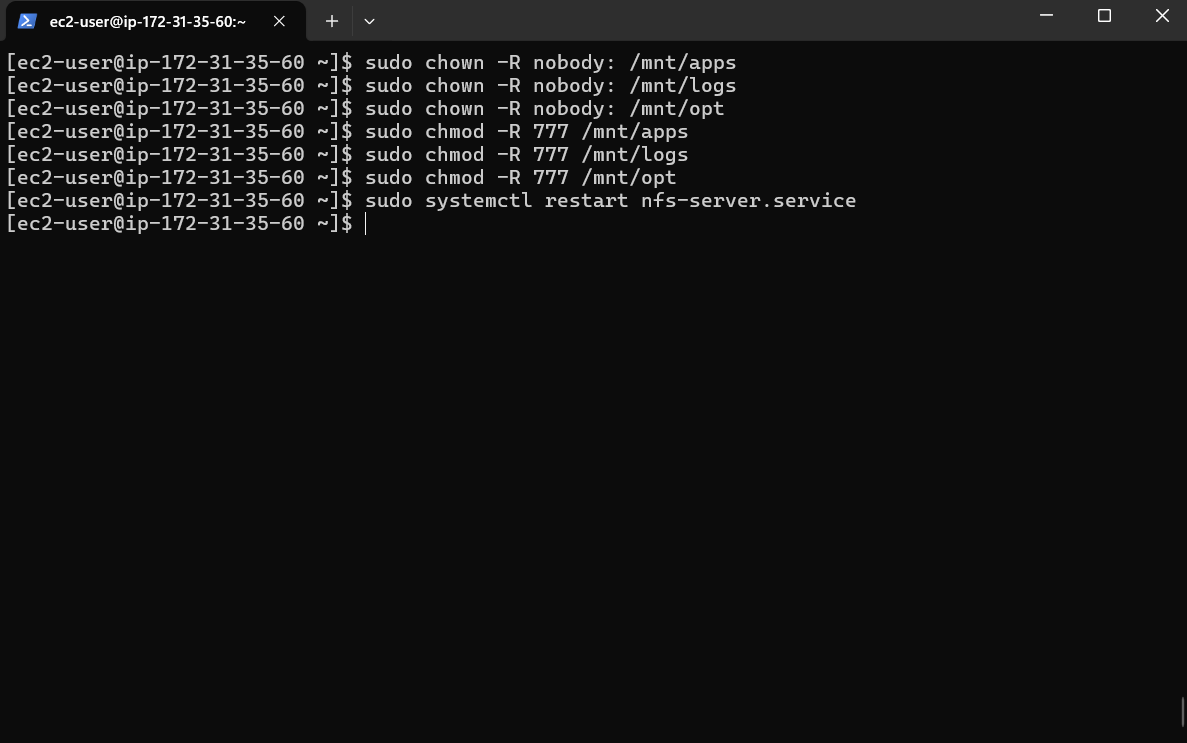 ec2-user@ip-172-31-35-60:~
[ec2-user@ip-172-31-35-60 ~]$ sudo chown -R nobody: /mnt/apps
[ec2-user@ip-172-31-35-60 ~]$ sudo chown -R nobody: /mnt/logs
[ec2-user@ip-172-31-35-60 ~]$ sudo chown -R nobody: /mnt/opt
[ec2-user@ip-172-31-35-60 ~]$ sudo chmod -R 777 /mnt/apps
[ec2-user@ip-172-31-35-60 ~]$ sudo chmod -R 777 /mnt/logs
[ec2-user@ip-172-31-35-60 ~]$ sudo chmod -R 777 /mnt/opt
[ec2-user@ip-172-31-35-60 ~]$ sudo systemctl restart nfs-server.service
[ec2-user@ip-172-31-35-60 ~]$